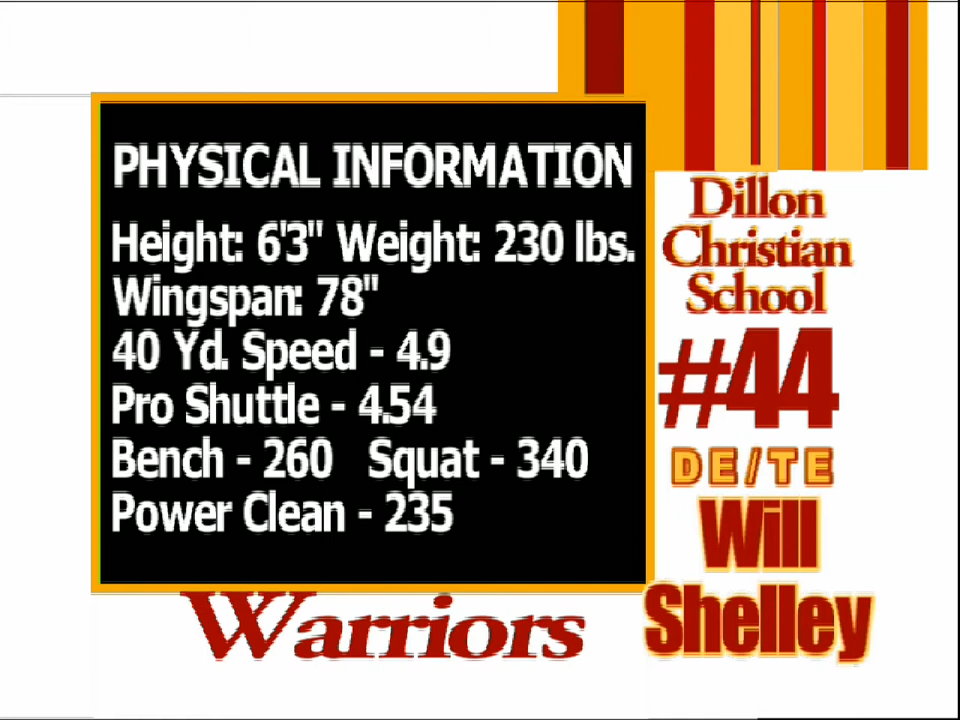 PHYSICAL INFORMATION
Height: 6'3" Weight: 230 lbs.
Wingspan: 78"
40 Yd. Speed - 4.9
Pro Shuttle - 4.54
Bench - 260 Squat - 340
Power Clean - 235
Warriors
Dillon
Christian
School
#44
DE/TE
Will
Shelley